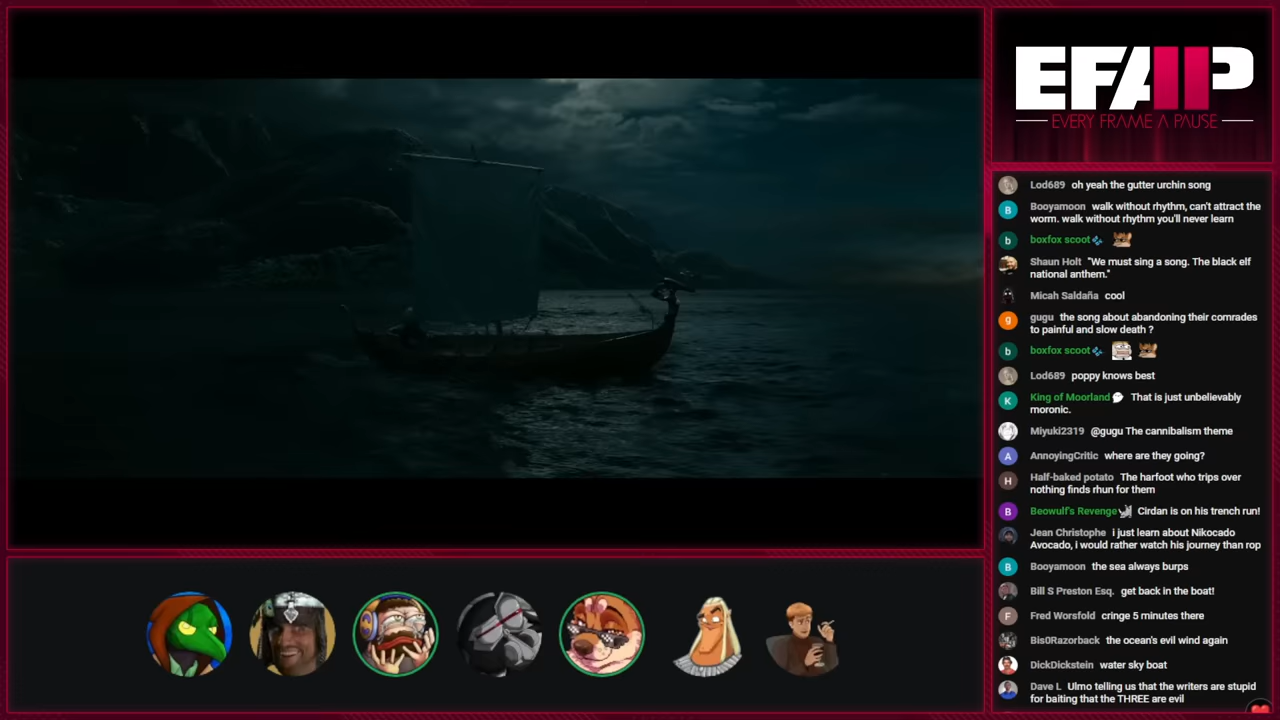 EFAP
EVERY FRAME A PAUSE
Lod689 oh yeah the gutter urchin song
B Booyamoon walk without rhythm, can't attract the
worm. walk without rhythm you'll never learn
b boxfox scoot
Shaun Holt "We must sing a song. The black elf
national anthem."
Micah Saldaña cool
g gugu the song about abandoning their comrades
to painful and slow death ?
b boxfox scoot
Lod689 poppy knows best
K King of Moorland That is just unbelievably
moronic.
Miyuki2319 @gugu The cannibalism theme
A AnnoyingCritic where are they going?
H Half-baked potato The harfoot who trips over
nothing finds rhun for them
B Beowulf's Revenge Cirdan is on his trench run!
Jean Christophe i just learn about Nikocado
Avocado, i would rather watch his journey than rop
B Booyamoon the sea always burps
Bill S Preston Esq. get back in the boat!
F Fred Worsfold cringe 5 minutes there
Bis0Razorback the ocean's evil wind again
DickDickstein water sky boat
Dave L Ulmo telling us that the writers are stupid
for baiting that the THREE are evil